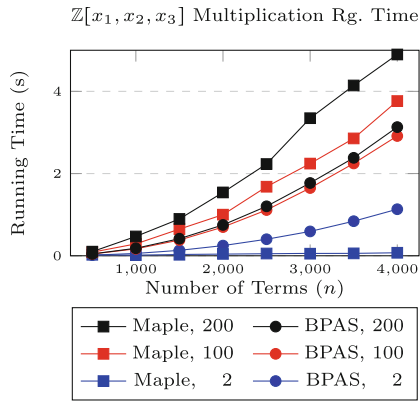 ℤ[x₁, x₂, x₃] Multiplication Rg. Time
Running Time (s)
4
2
0
1,000 2,000 3,000 4,000
Number of Terms (n)
Maple, 200 BPAS, 200
Maple, 100 BPAS, 100
Maple, 2 BPAS, 2